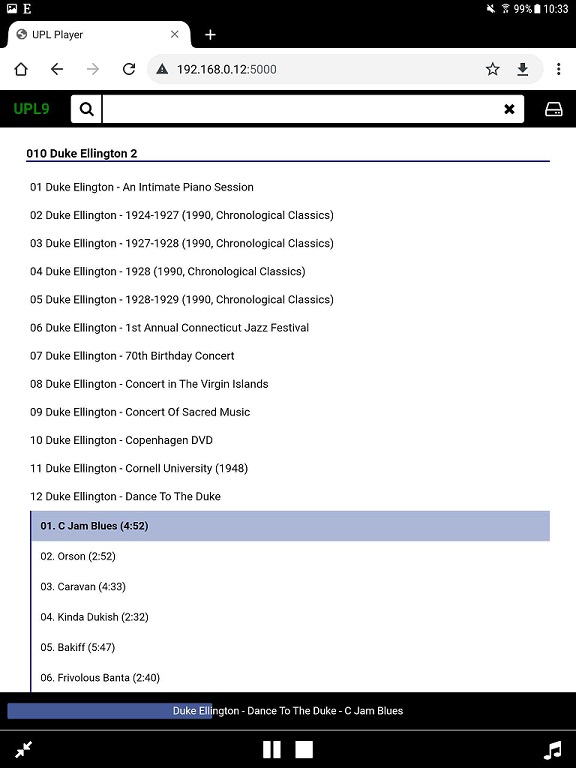 E 99% 10:33
UPL Player
192.168.0.12:5000
UPL9
010 Duke Ellington 2
01 Duke Elington - An Intimate Piano Session
02 Duke Ellington - 1924-1927 (1990, Chronological Classics)
03 Duke Ellington - 1927-1928 (1990, Chronological Classics)
04 Duke Ellington - 1928 (1990, Chronological Classics)
05 Duke Ellington - 1928-1929 (1990, Chronological Classics)
06 Duke Ellington - 1st Annual Connecticut Jazz Festival
07 Duke Ellington - 70th Birthday Concert
08 Duke Ellington - Concert in The Virgin Islands
09 Duke Ellington - Concert Of Sacred Music
10 Duke Ellington - Copenhagen DVD
11 Duke Ellington - Cornell University (1948)
12 Duke Ellington - Dance To The Duke
01. C Jam Blues (4:52)
02. Orson (2:52)
03. Caravan (4:33)
04. Kinda Dukish (2:32)
05. Bakiff (5:47)
06. Frivolous Banta (2:40)
Duke Ellington - Dance To The Duke - C Jam Blues